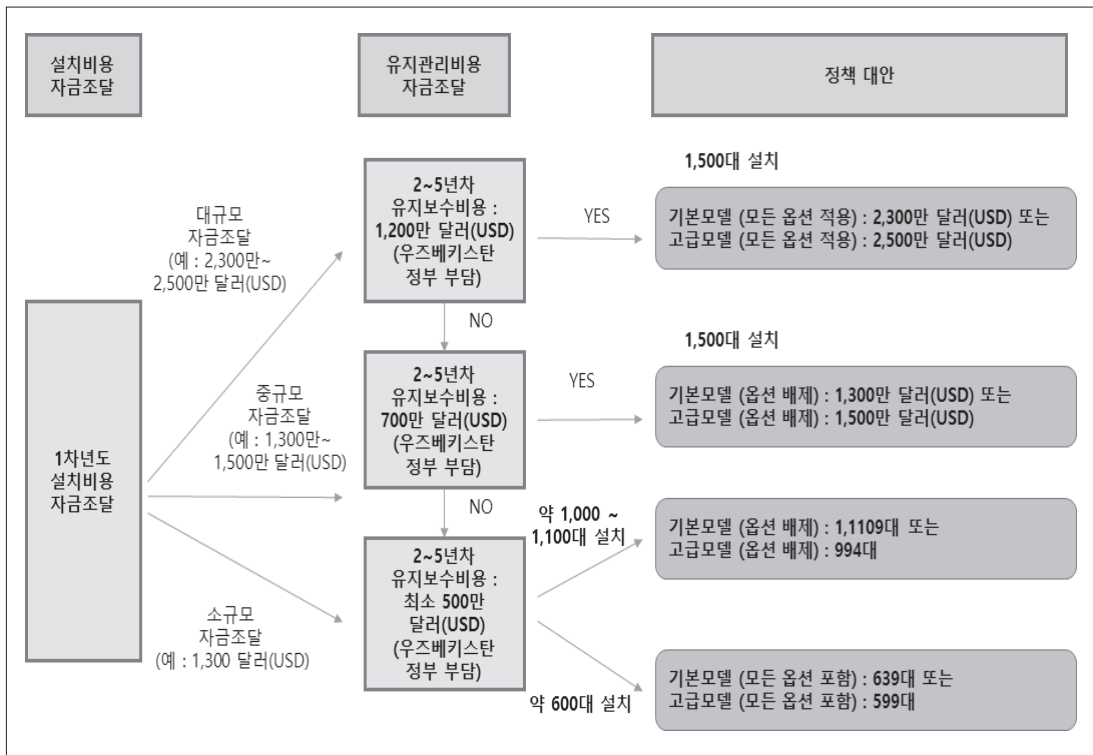 설치비용
자금조달
유지관리비용
자금조달
정책 대안
대규모
자금조달
(예 : 2,300만~
2,500만 달러(USD)
2~5년차
유지보수비용 :
1,200만 달러(USD)
(우즈베키스탄
정부 부담)
YES
1,500대 설치
기본모델 (모든 옵션 적용) : 2,300만 달러(USD) 또는
고급모델 (모든 옵션 적용) : 2,500만 달러(USD)
NO
1차년도
설치비용
자금조달
중규모
자금조달
(예 : 1,300만~
1,500만 달러(USD)
2~5년차
유지보수비용 :
700만 달러(USD)
(우즈베키스탄
정부 부담)
YES
1,500대 설치
기본모델 (옵션 배제) : 1,300만 달러(USD) 또는
고급모델 (옵션 배제) : 1,500만 달러(USD)
NO
소규모
자금조달
(예 : 1,300 달러(USD)
2~5년차
유지보수비용 :
최소 500만
달러(USD)
(우즈베키스탄
정부 부담)
약 1,000 ~
1,100대 설치
기본모델 (옵션 배제) : 1,1109대 또는
고급모델 (옵션 배제) : 994대
약 600대 설치
기본모델 (모든 옵션 포함) : 639대 또는
고급모델 (모든 옵션 포함) : 599대